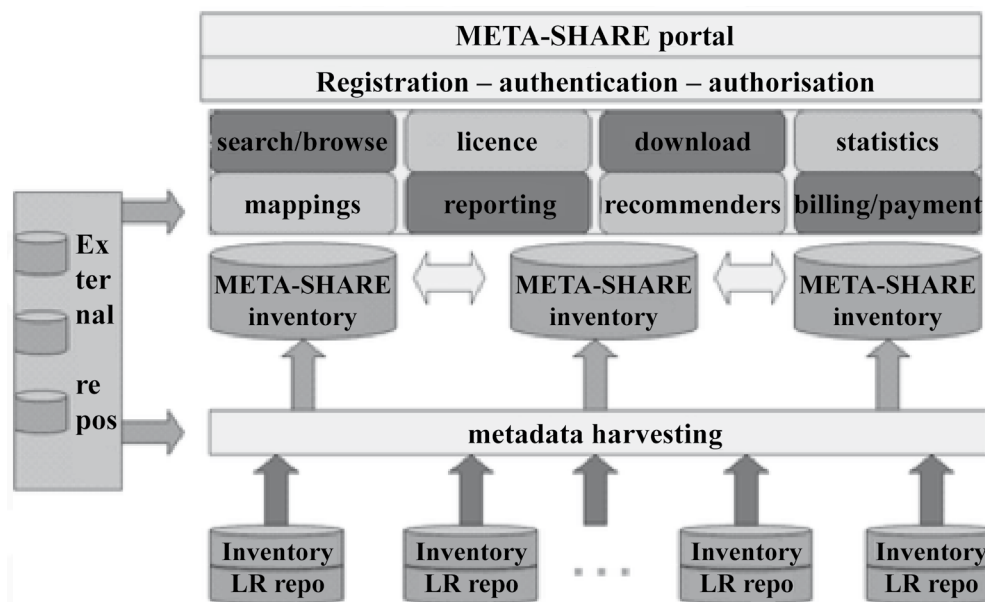 META-SHARE portal
Registration – authentication – authorisation
search/browse licence download statistics
mappings reporting recommenders billing/payment
Ex
ter
nal
re
pos
META-SHARE
inventory
META-SHARE
inventory
META-SHARE
inventory
metadata harvesting
Inventory
LR repo
Inventory
LR repo
...
Inventory
LR repo
Inventory
LR repo